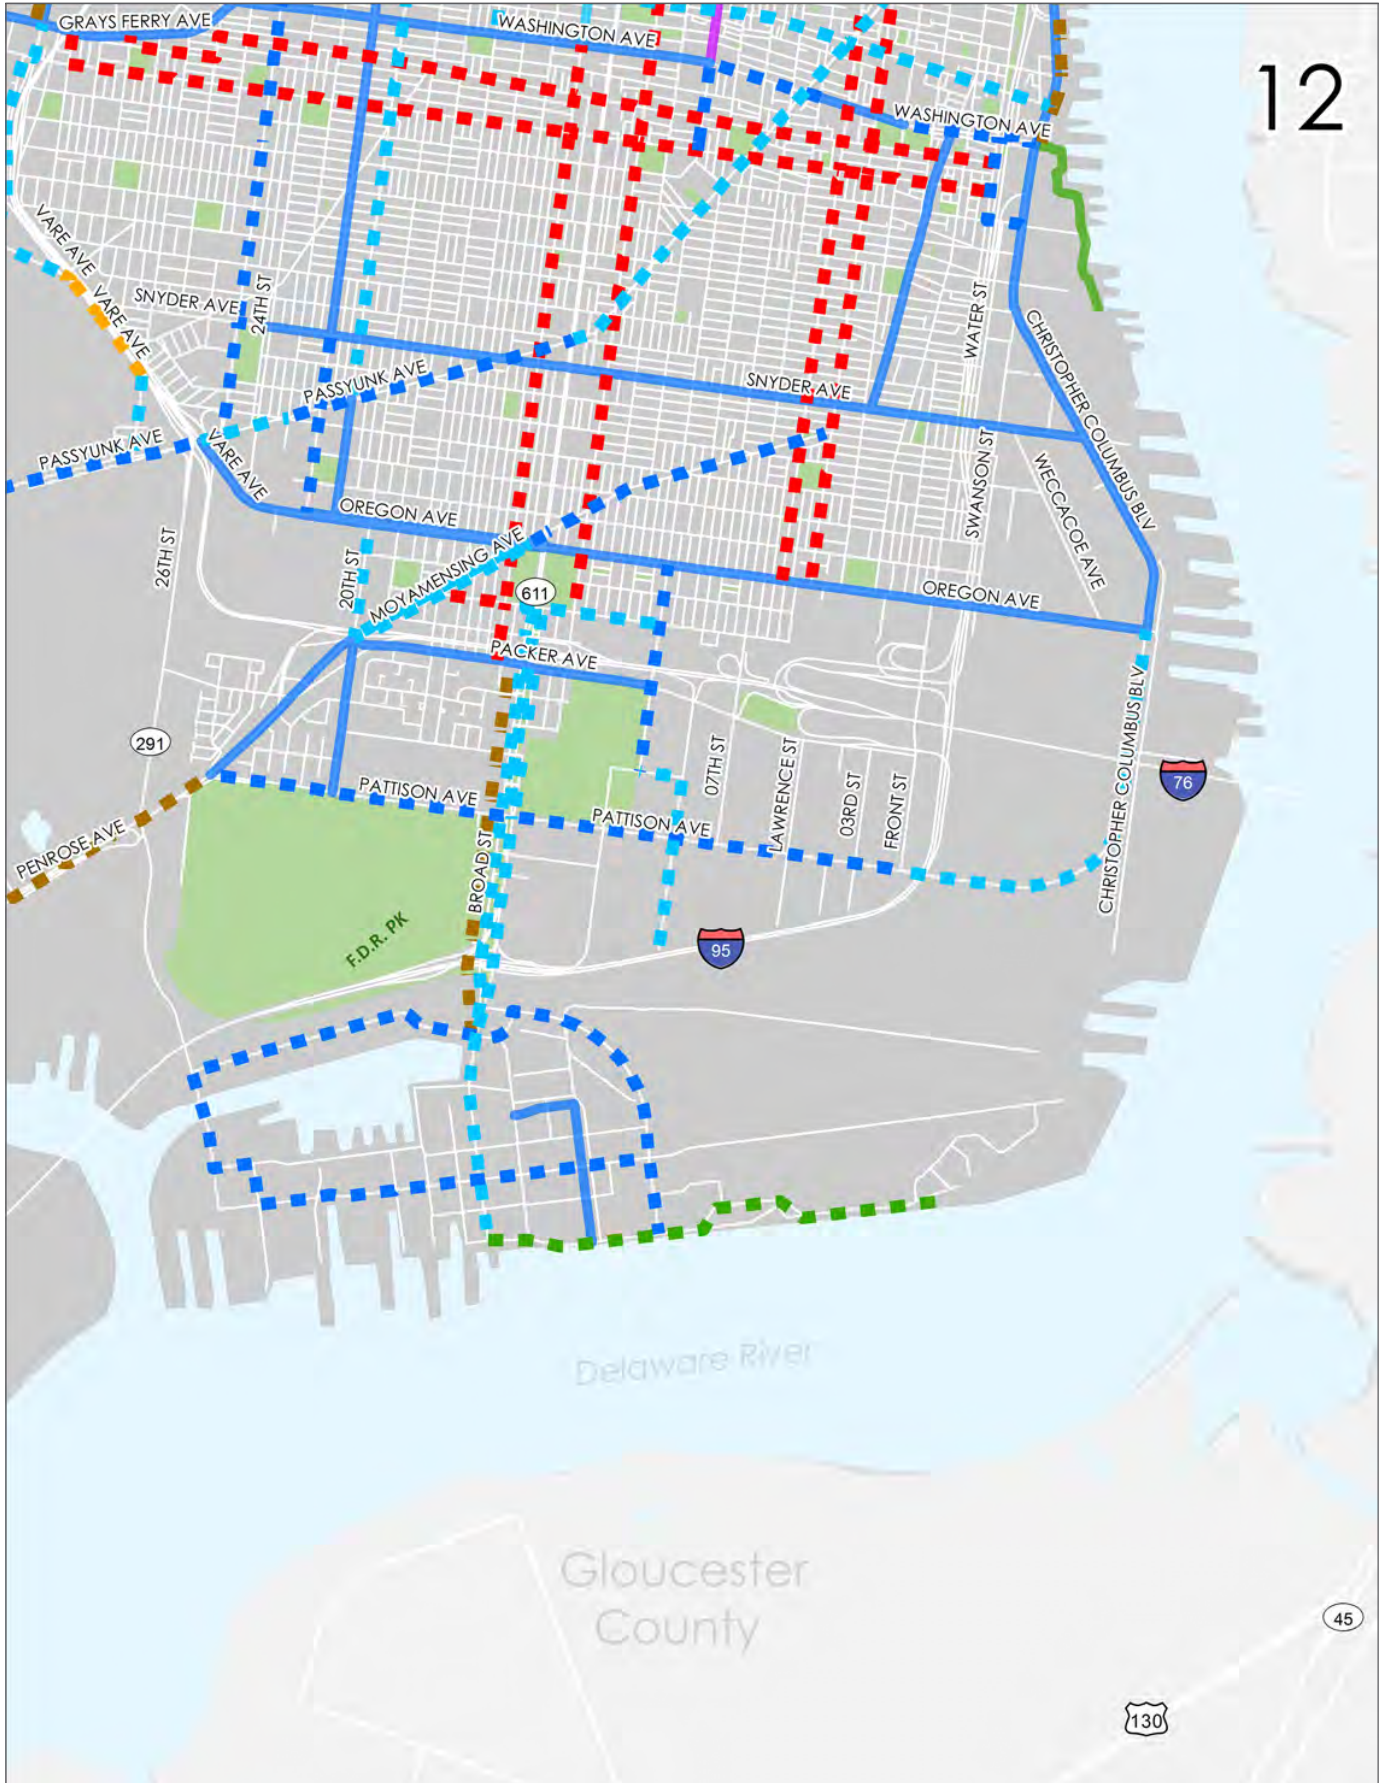 GRAYS FERRY AVE
WASHINGTON AVE
12
WASHINGTON AVE
VARE AVE
VARE AVE
SNYDER AVE
24TH ST
WATER ST
CHRISTOPHER COLUMBUS BLV
PASSYUNK AVE
SNYDER AVE
PASSYUNK AVE
VARE AVE
SWANSON ST
WECCACOE AVE
OREGON AVE
26TH ST
20TH ST
MOYAMENSING AVE
611
OREGON AVE
PACKER AVE
291
07TH ST
LAWRENCE ST
03RD ST
FRONT ST
CHRISTOPHER COLUMBUS BLV
76
PATTISON AVE
PATTISON AVE
PENROSE AVE
BROAD ST
F.D.R. PK
95
Delaware River
Gloucester
County
45
130